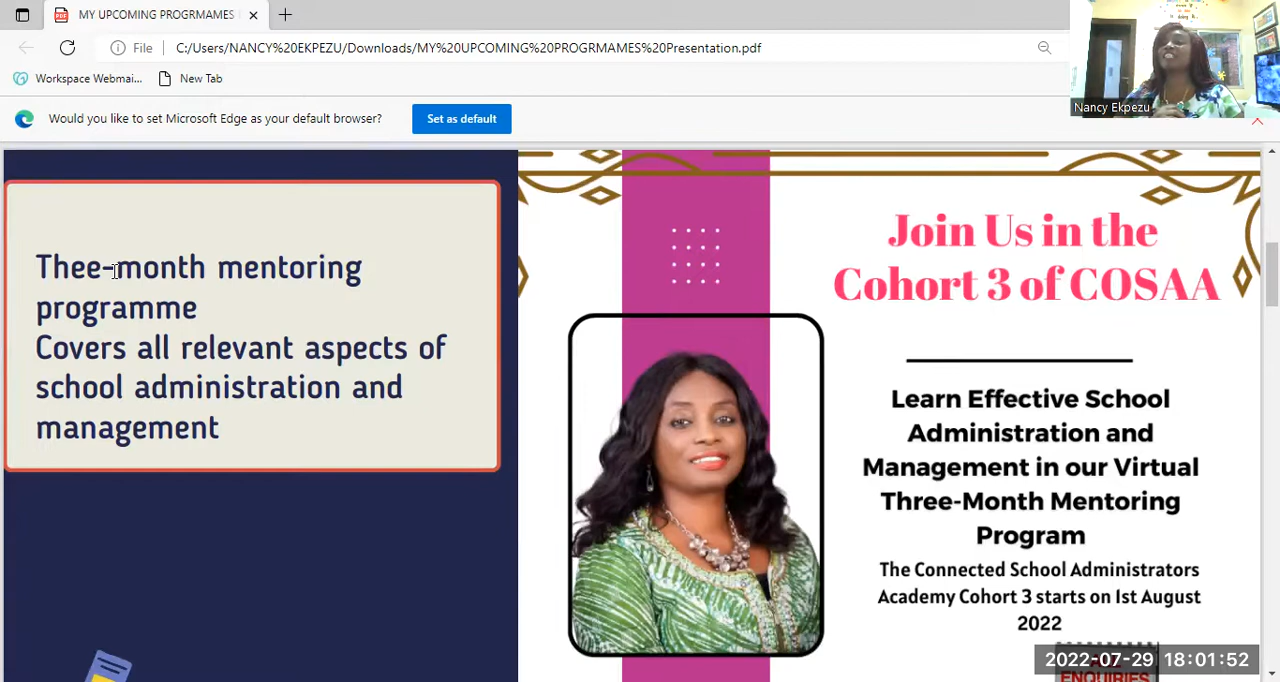 MY UPCOMING PROGRMAMES
File
C:/Users/NANCY%20EKPEZU/Downloads/MY%20UPCOMING%20PROGRMAMES%20Presentation.pdf
Workspace Webmai...
New Tab
Would you like to set Microsoft Edge as your default browser?
Set as default
Nancy Ekpezu
Thee-month mentoring
programme
Covers all relevant aspects of
school administration and
management
Join Us in the
Cohort 3 of COSAA
Learn Effective School
Administration and
Management in our Virtual
Three-Month Mentoring
Program
The Connected School Administrators
Academy Cohort 3 starts on 1st August
2022
2022-07-29 18:01:52
ENQUIRIES